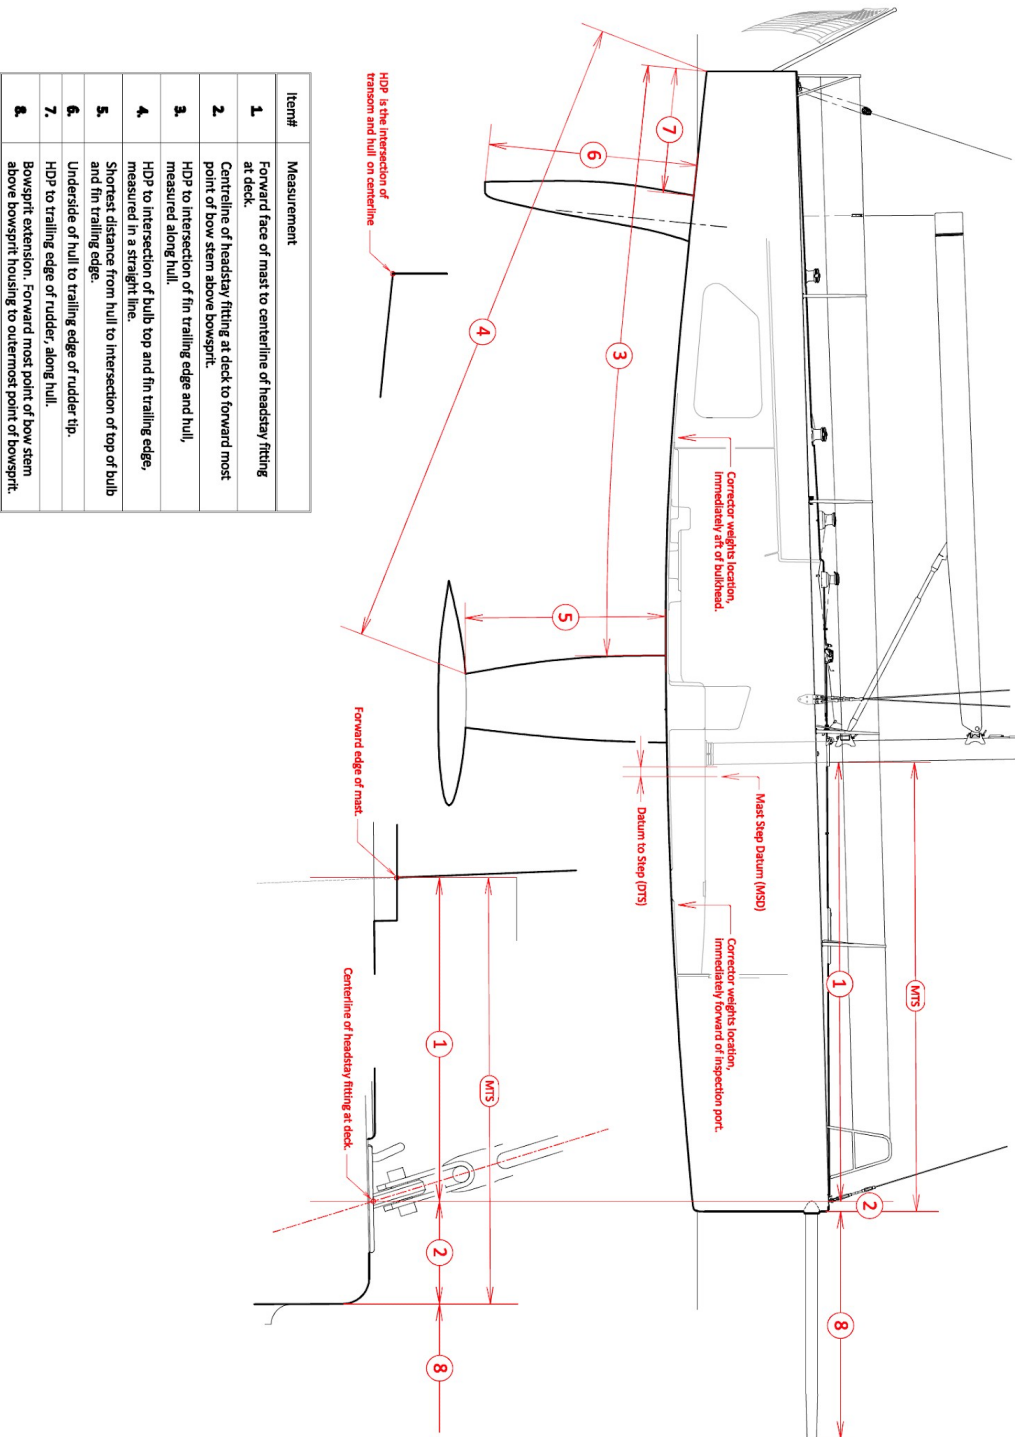 7
6
4
3
5
HDP is the intersection of
transom and hull on centerline
Corrector weights location,
immediately aft of bulkhead.
Mast Step Datum (MSD)
Datum to Step (DTS)
Corrector weights location,
immediately forward of inspection port.
MTS
1
2
8
Forward edge of mast.
Centerline of headstay fitting at deck.
MTS
1
2
8
Item# Measurement
1. Forward face of mast to centerline of headstay fitting
at deck.
2. Centreline of headstay fitting at deck to forward most
point of bow stem above bowsprit.
3. HDP to intersection of fin trailing edge and hull,
measured along hull.
4. HDP to intersection of bulb top and fin trailing edge,
measured in a straight line.
5. Shortest distance from hull to intersection of top of bulb
and fin trailing edge.
6. Underside of hull to trailing edge of rudder tip.
7. HDP to trailing edge of rudder, along hull.
8. Bowsprit extension. Forward most point of bow stem
above bowsprit housing to outermost point of bowsprit.